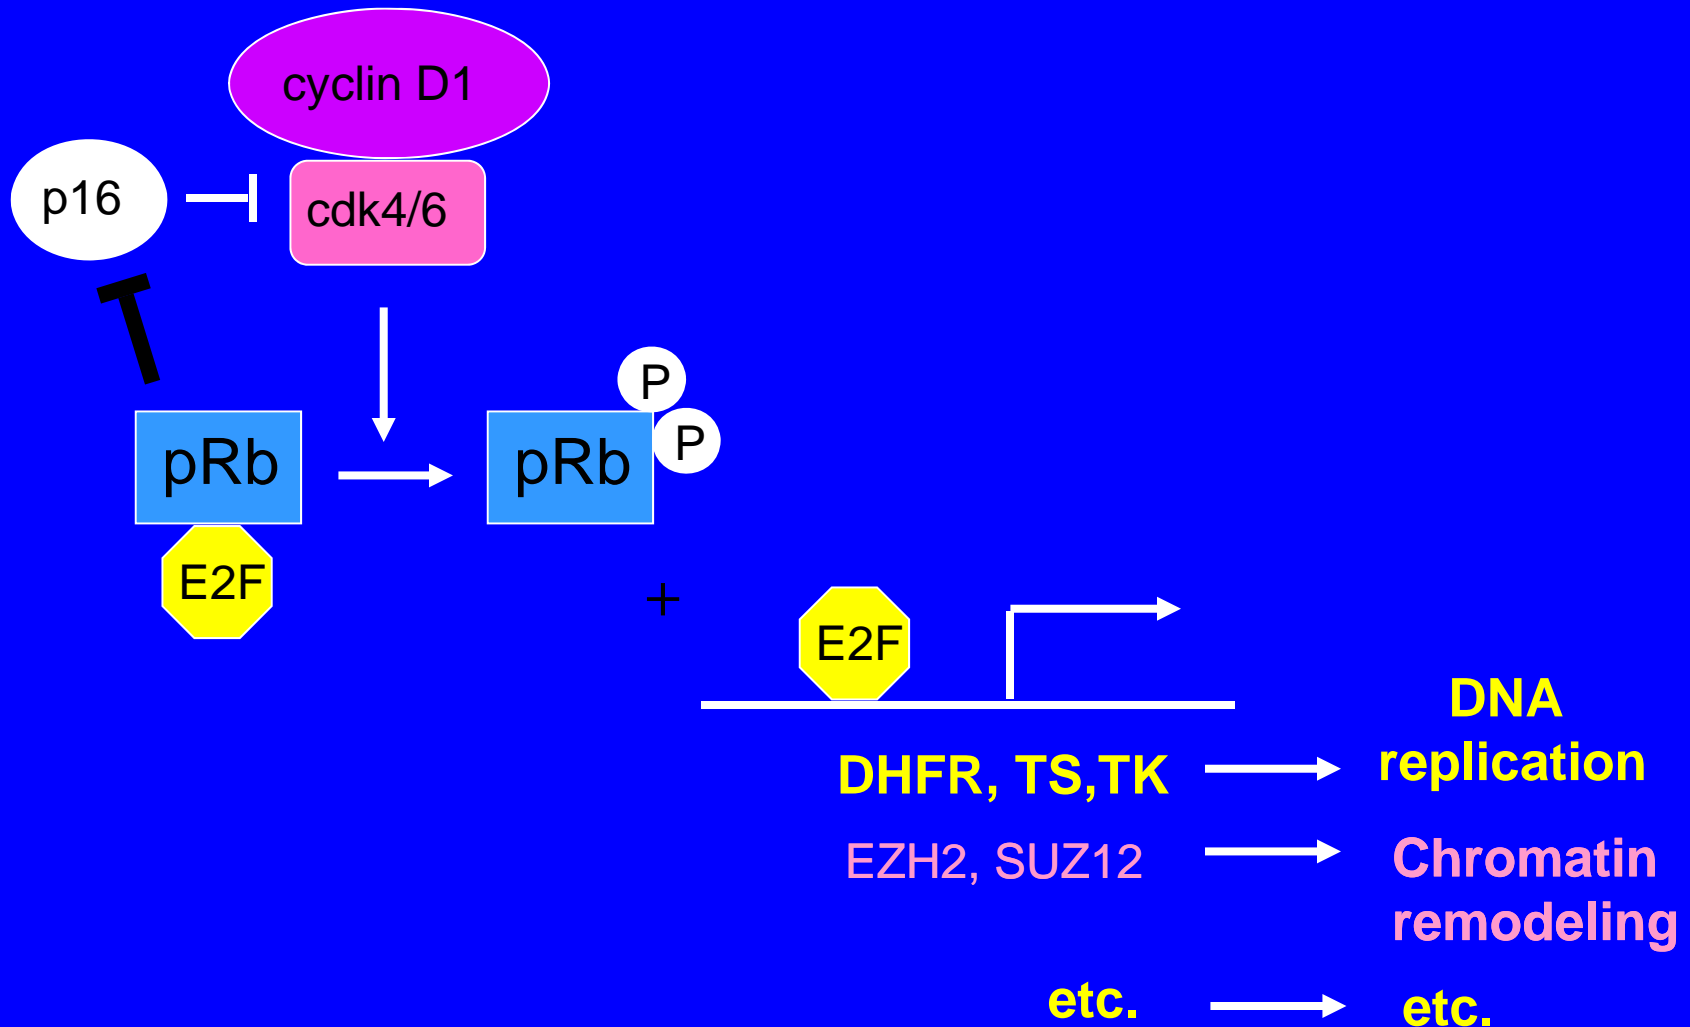 cyclin D1
p16
cdk4/6
P
P
pRb
pRb
E2F
+
E2F
DNA
replication
DHFR, TS,TK
EZH2, SUZ12
Chromatin
remodeling
etc.
etc.